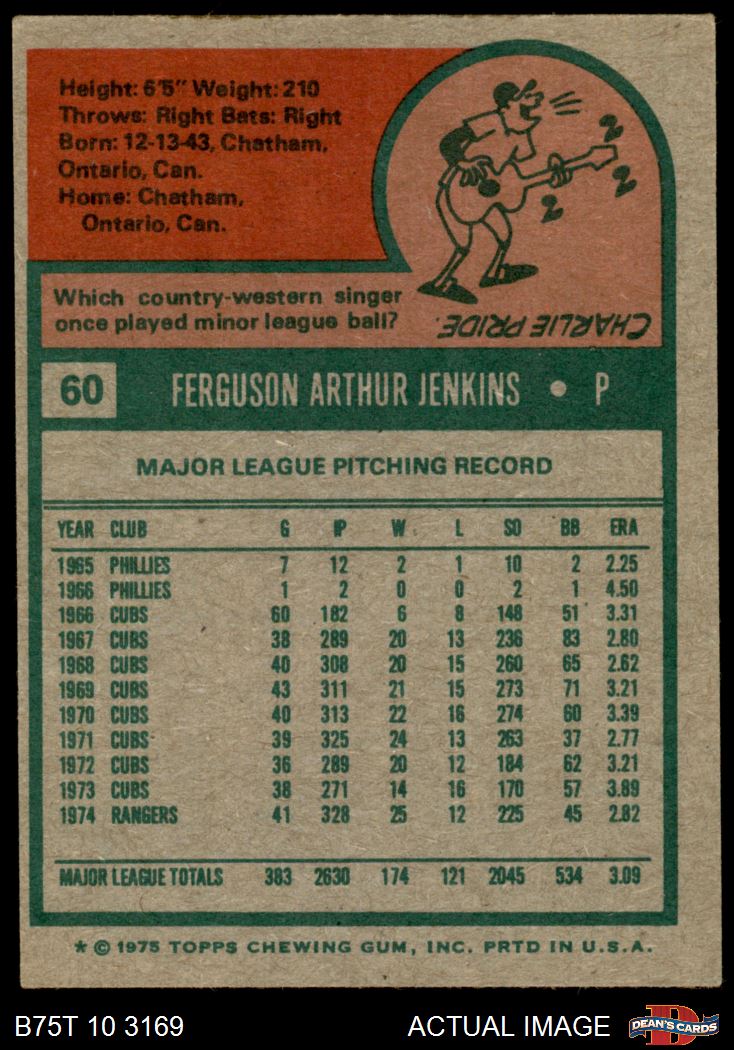 Height: 6'5" Weight: 210
Throws: Right Bats: Right
Born: 12-13-43, Chatham,
Ontario, Can.
Home: Chatham,
Ontario, Can.
Which country-western singer
once played minor league ball?
CHARLIE PRIDE.
60 FERGUSON ARTHUR JENKINS • P
MAJOR LEAGUE PITCHING RECORD
YEAR CLUB G IP W L SO BB ERA
1965 PHILLIES 7 12 2 1 10 2 2.25
1966 PHILLIES 1 2 0 0 2 1 4.50
1966 CUBS 60 182 6 8 148 51 3.31
1967 CUBS 38 289 20 13 236 83 2.80
1968 CUBS 40 308 20 15 260 65 2.62
1969 CUBS 43 311 21 15 273 71 3.21
1970 CUBS 40 313 22 16 274 60 3.39
1971 CUBS 39 325 24 13 263 37 2.77
1972 CUBS 36 289 20 12 184 62 3.21
1973 CUBS 38 271 14 16 170 57 3.89
1974 RANGERS 41 328 25 12 225 45 2.82
MAJOR LEAGUE TOTALS 383 2630 174 121 2045 534 3.09
* © 1975 TOPPS CHEWING GUM, INC. PRTD IN U.S.A.
B75T 10 3169 ACTUAL IMAGE D DEAN'S CARDS